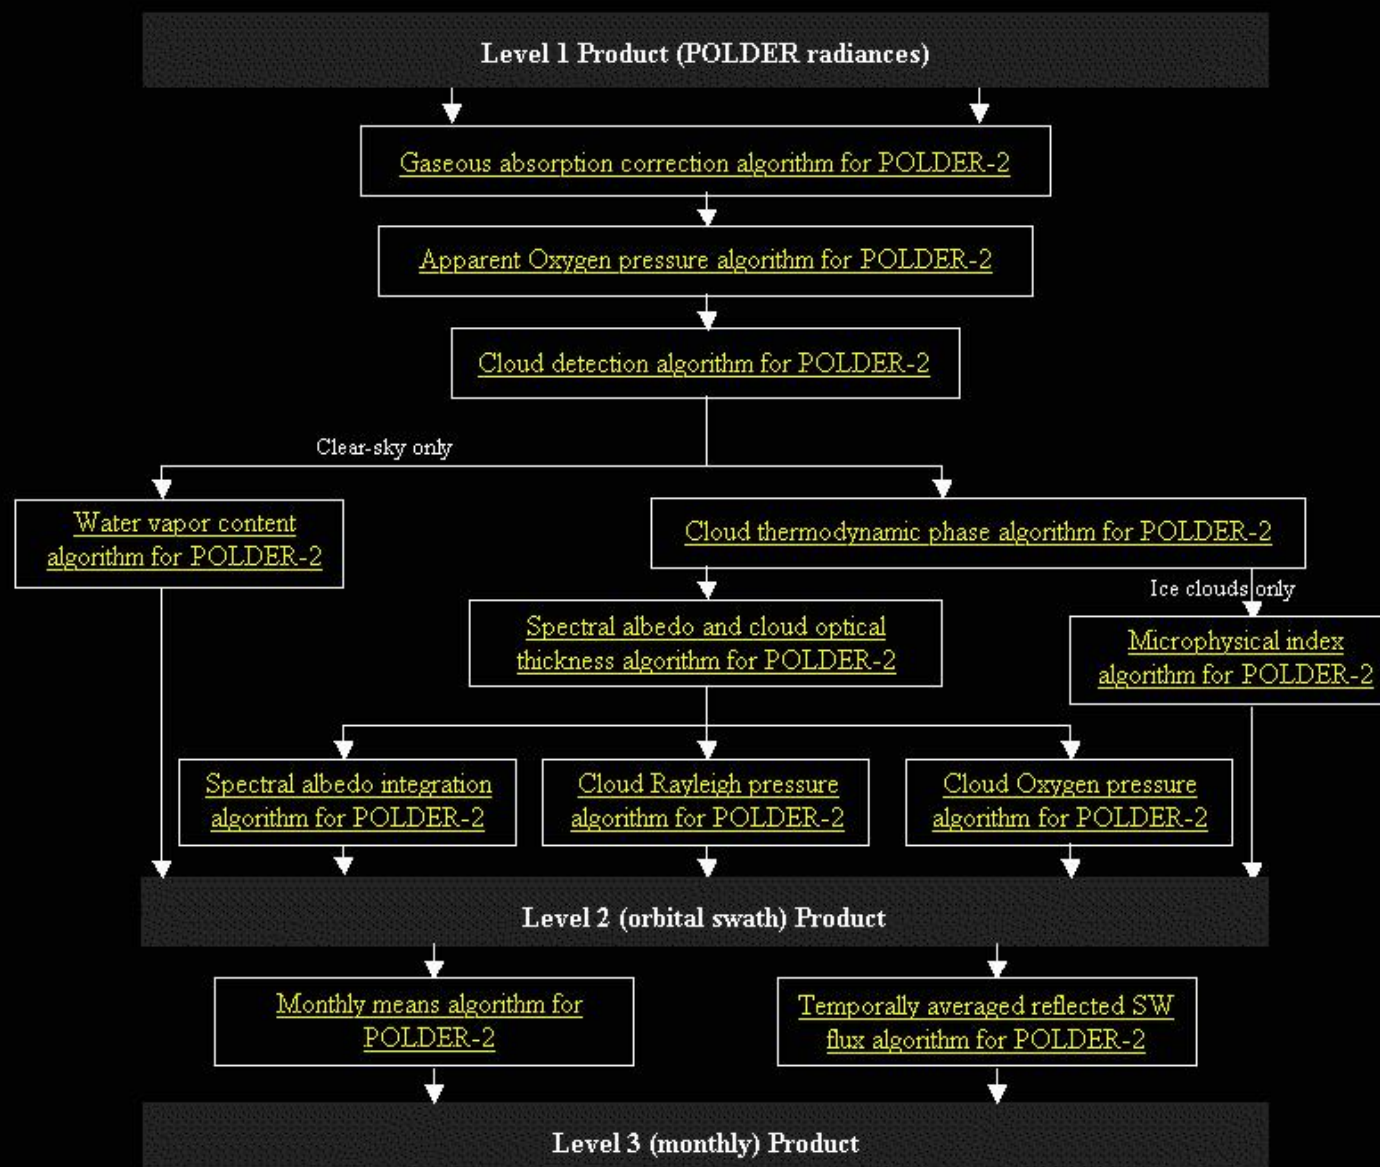 Level 1 Product (POLDER radiances)
Gaseous absorption correction algorithm for POLDER-2
Apparent Oxygen pressure algorithm for POLDER-2
Cloud detection algorithm for POLDER-2
Clear-sky only
Water vapor content
algorithm for POLDER-2
Cloud thermodynamic phase algorithm for POLDER-2
Ice clouds only
Spectral albedo and cloud optical
thickness algorithm for POLDER-2
Microphysical index
algorithm for POLDER-2
Spectral albedo integration
algorithm for POLDER-2
Cloud Rayleigh pressure
algorithm for POLDER-2
Cloud Oxygen pressure
algorithm for POLDER-2
Level 2 (orbital swath) Product
Monthly means algorithm for
POLDER-2
Temporally averaged reflected SW
flux algorithm for POLDER-2
Level 3 (monthly) Product